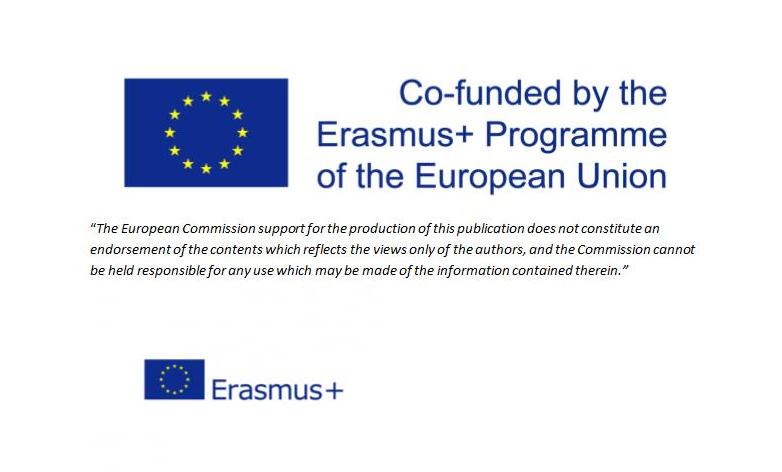 Co-funded by the
Erasmus+ Programme
of the European Union
“The European Commission support for the production of this publication does not constitute an
endorsement of the contents which reflects the views only of the authors, and the Commission cannot
be held responsible for any use which may be made of the information contained therein.”
Erasmus+